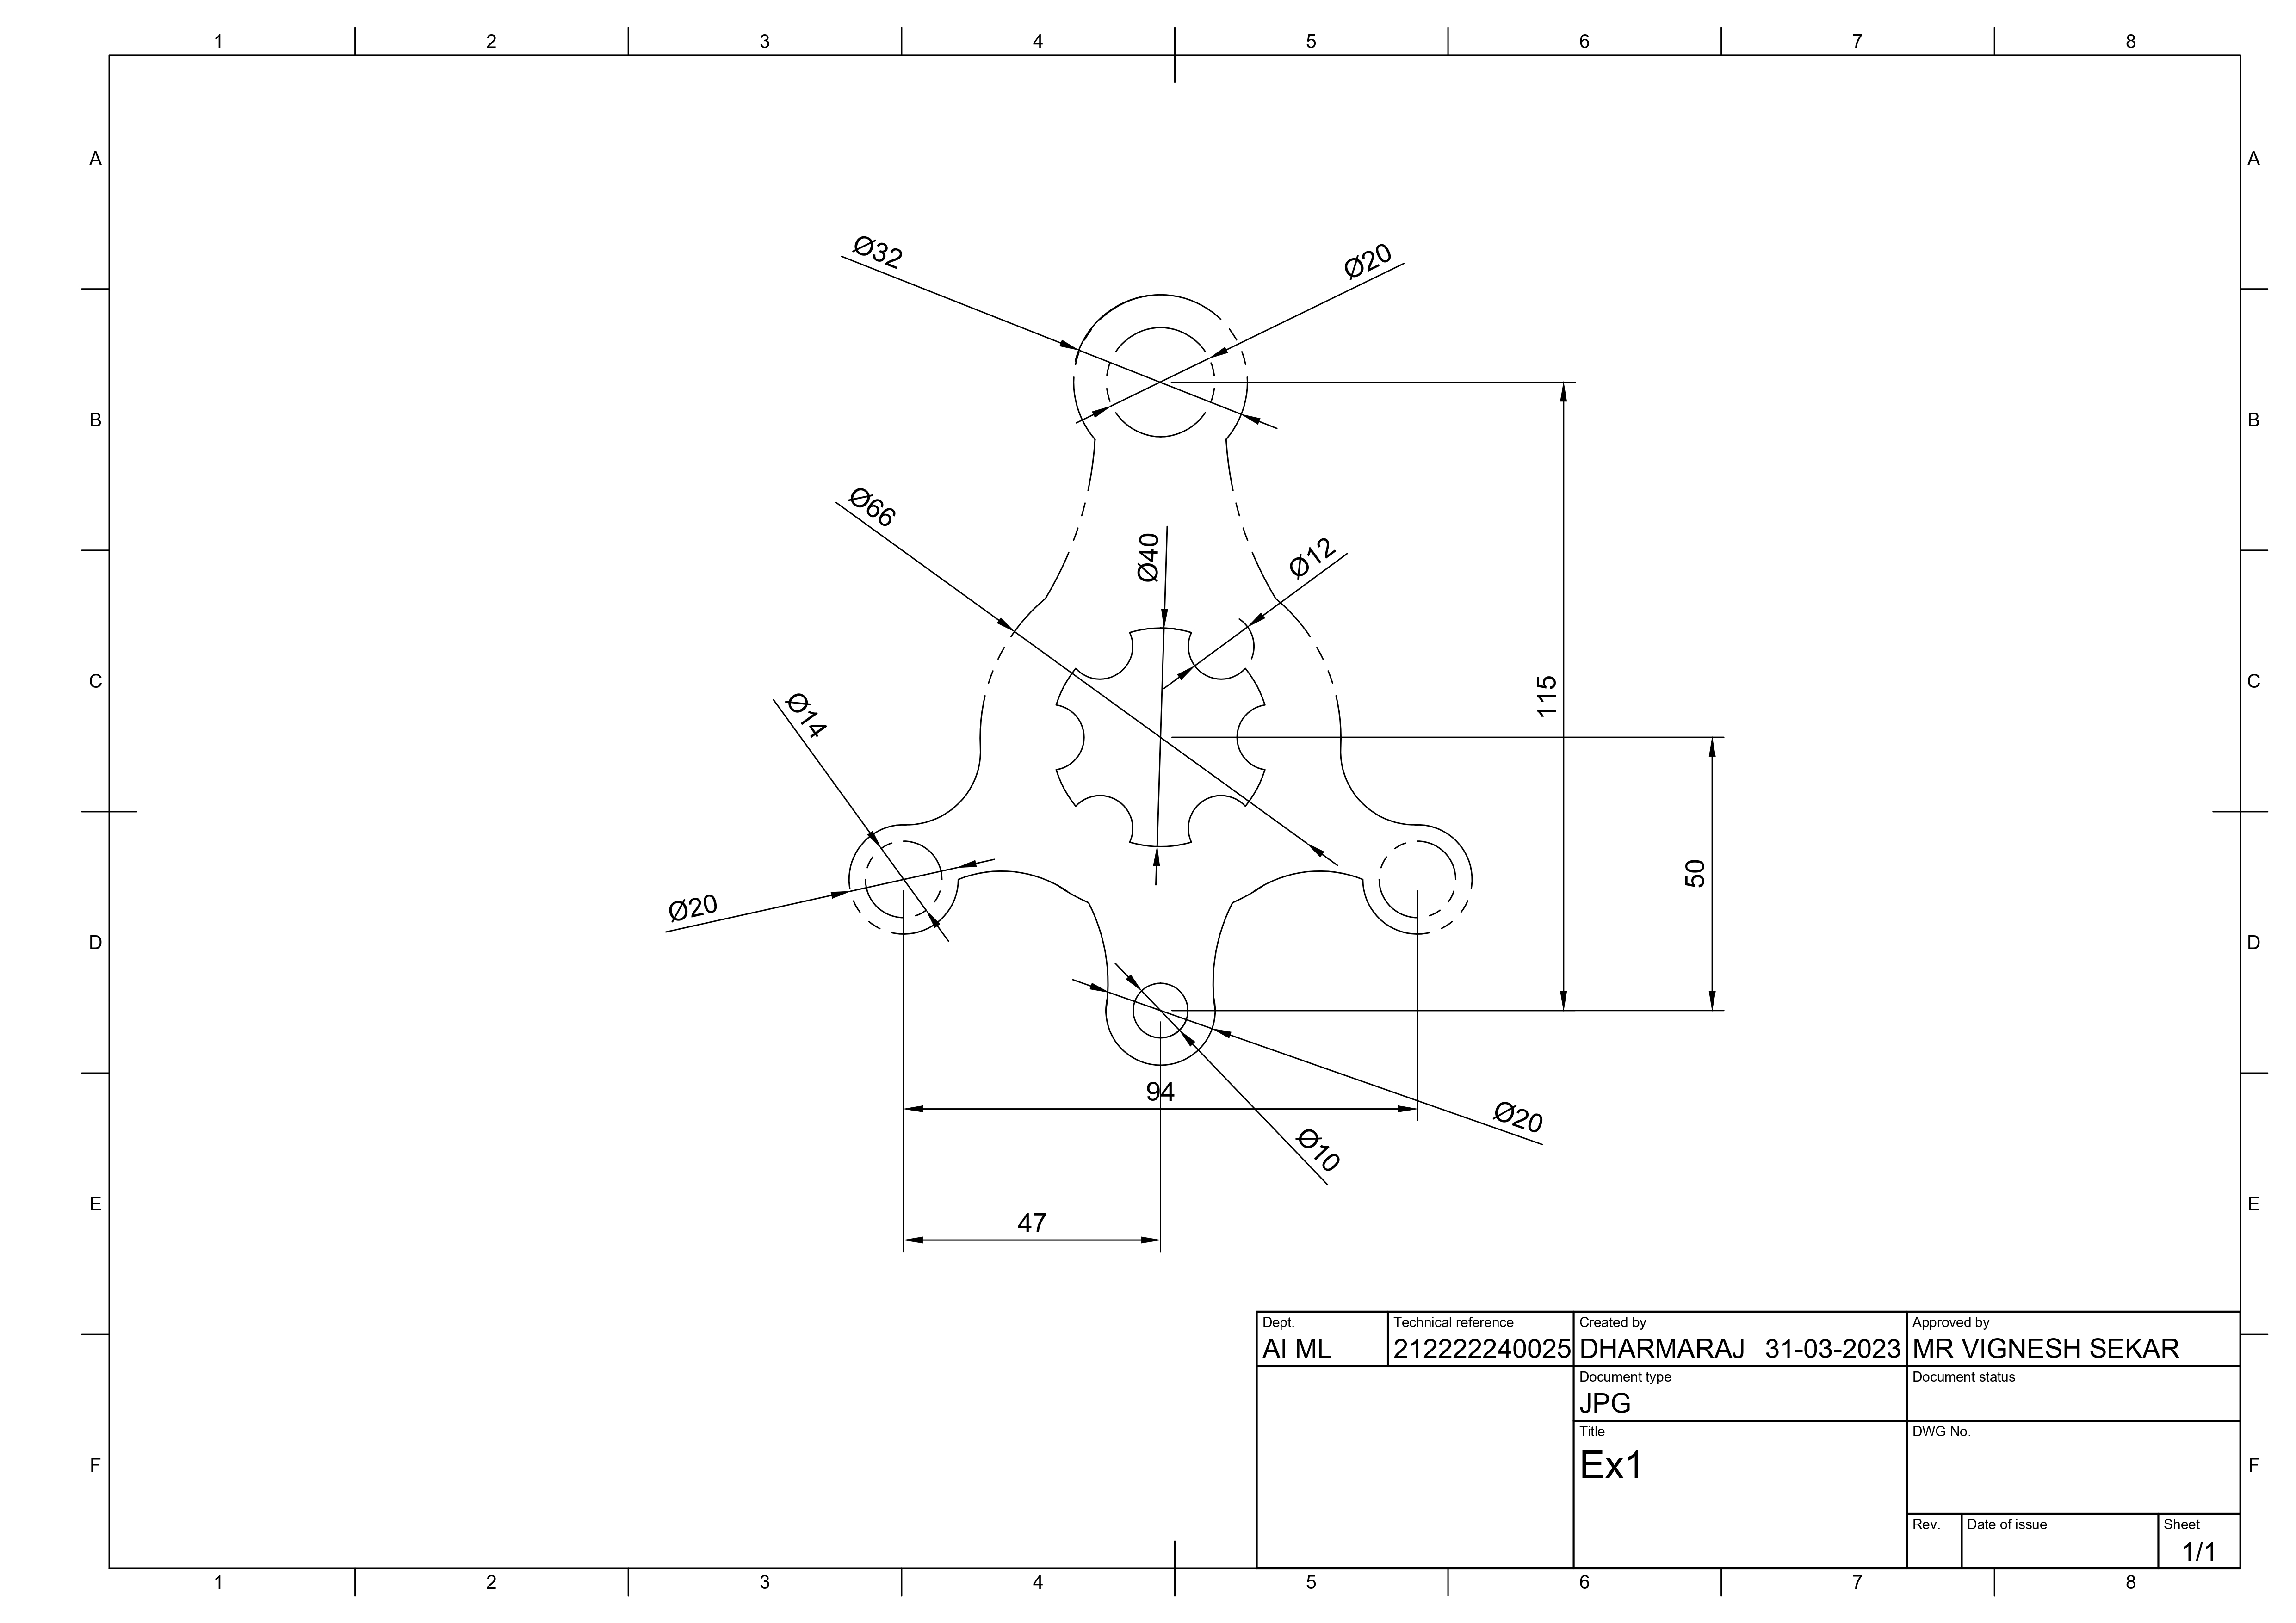 1 2 3 4 5 6 7 8
A A
Ø32 Ø20
B B
Ø66
Ø40 Ø12
C C
115
Ø14
50
Ø20
D D
94
Ø20
Ø10
E E
47
Dept. Technical reference Created by Approved by
AI ML 212222240025 DHARMARAJ 31-03-2023 MR VIGNESH SEKAR
Document type Document status
JPG
Title DWG No.
Ex1
F F
Rev. Date of issue Sheet
1/1
1 2 3 4 5 6 7 8